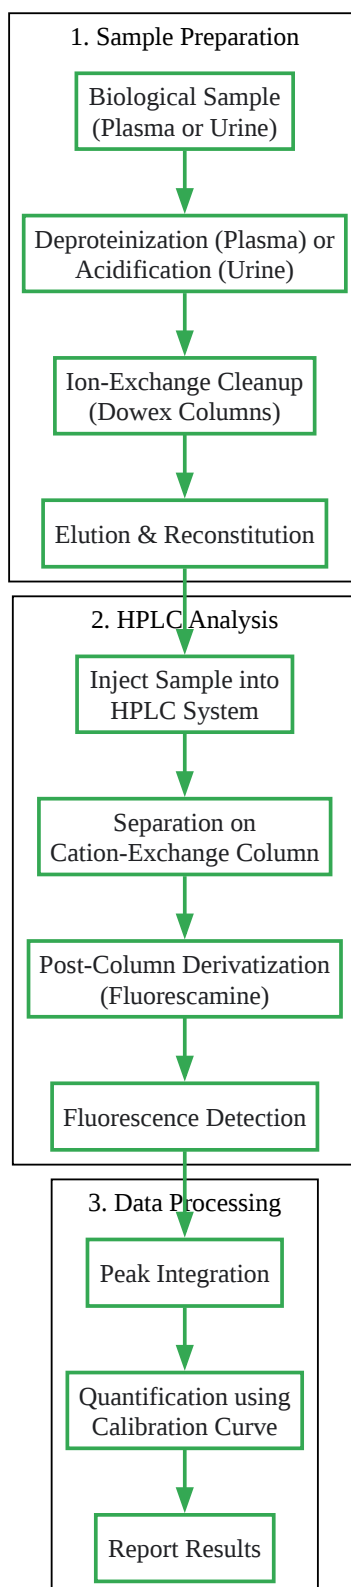 1. Sample Preparation
Biological Sample
(Plasma or Urine)
Deproteinization (Plasma) or
Acidification (Urine)
Ion-Exchange Cleanup
(Dowex Columns)
Elution & Reconstitution
2. HPLC Analysis
Inject Sample into
HPLC System
Separation on
Cation-Exchange Column
Post-Column Derivatization
(Fluorescamine)
Fluorescence Detection
3. Data Processing
Peak Integration
Quantification using
Calibration Curve
Report Results